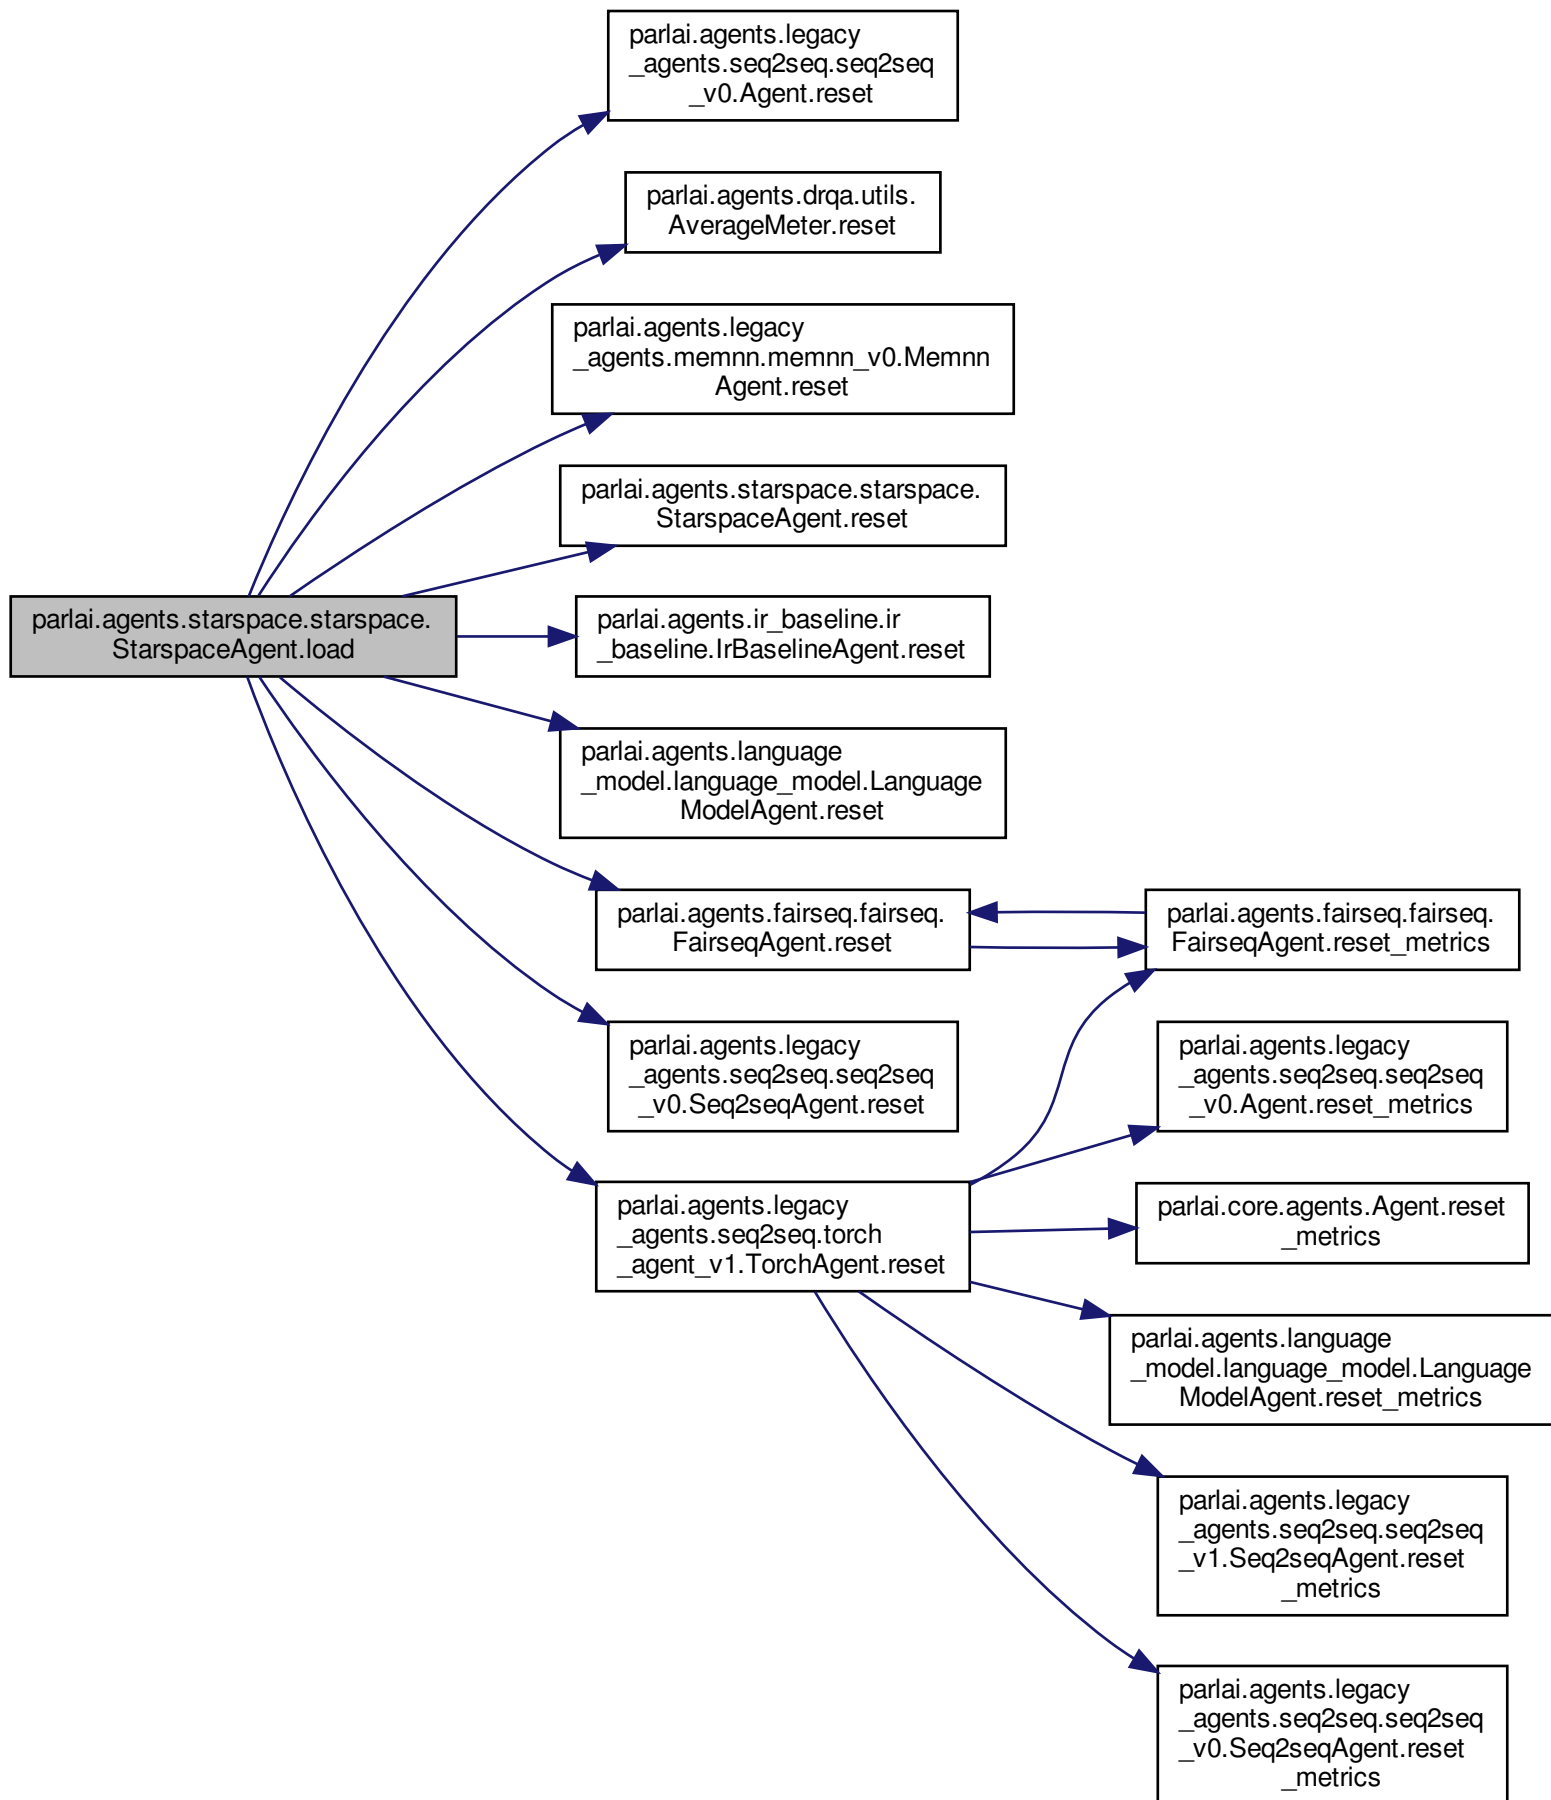 parlai.agents.legacy
_agents.seq2seq.seq2seq
_v0.Agent.reset
parlai.agents.drqa.utils.
AverageMeter.reset
parlai.agents.legacy
_agents.memnn.memnn_v0.Memnn
Agent.reset
parlai.agents.starspace.starspace.
StarspaceAgent.reset
parlai.agents.starspace.starspace.
StarspaceAgent.load
parlai.agents.ir_baseline.ir
_baseline.IrBaselineAgent.reset
parlai.agents.language
_model.language_model.Language
ModelAgent.reset
parlai.agents.fairseq.fairseq.
FairseqAgent.reset
parlai.agents.fairseq.fairseq.
FairseqAgent.reset_metrics
parlai.agents.legacy
_agents.seq2seq.seq2seq
_v0.Seq2seqAgent.reset
parlai.agents.legacy
_agents.seq2seq.seq2seq
_v0.Agent.reset_metrics
parlai.agents.legacy
_agents.seq2seq.torch
_agent_v1.TorchAgent.reset
parlai.core.agents.Agent.reset
_metrics
parlai.agents.language
_model.language_model.Language
ModelAgent.reset_metrics
parlai.agents.legacy
_agents.seq2seq.seq2seq
_v1.Seq2seqAgent.reset
_metrics
parlai.agents.legacy
_agents.seq2seq.seq2seq
_v0.Seq2seqAgent.reset
_metrics